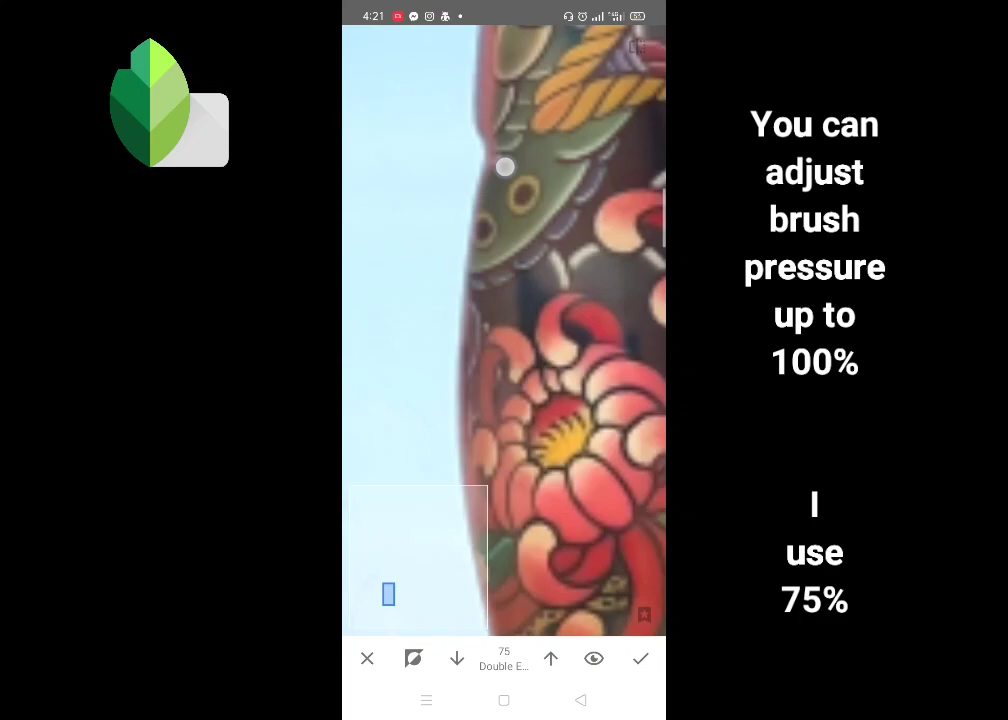 4:21
You can
adjust
brush
pressure
up to
100%
I
use
75%
75
Double E...